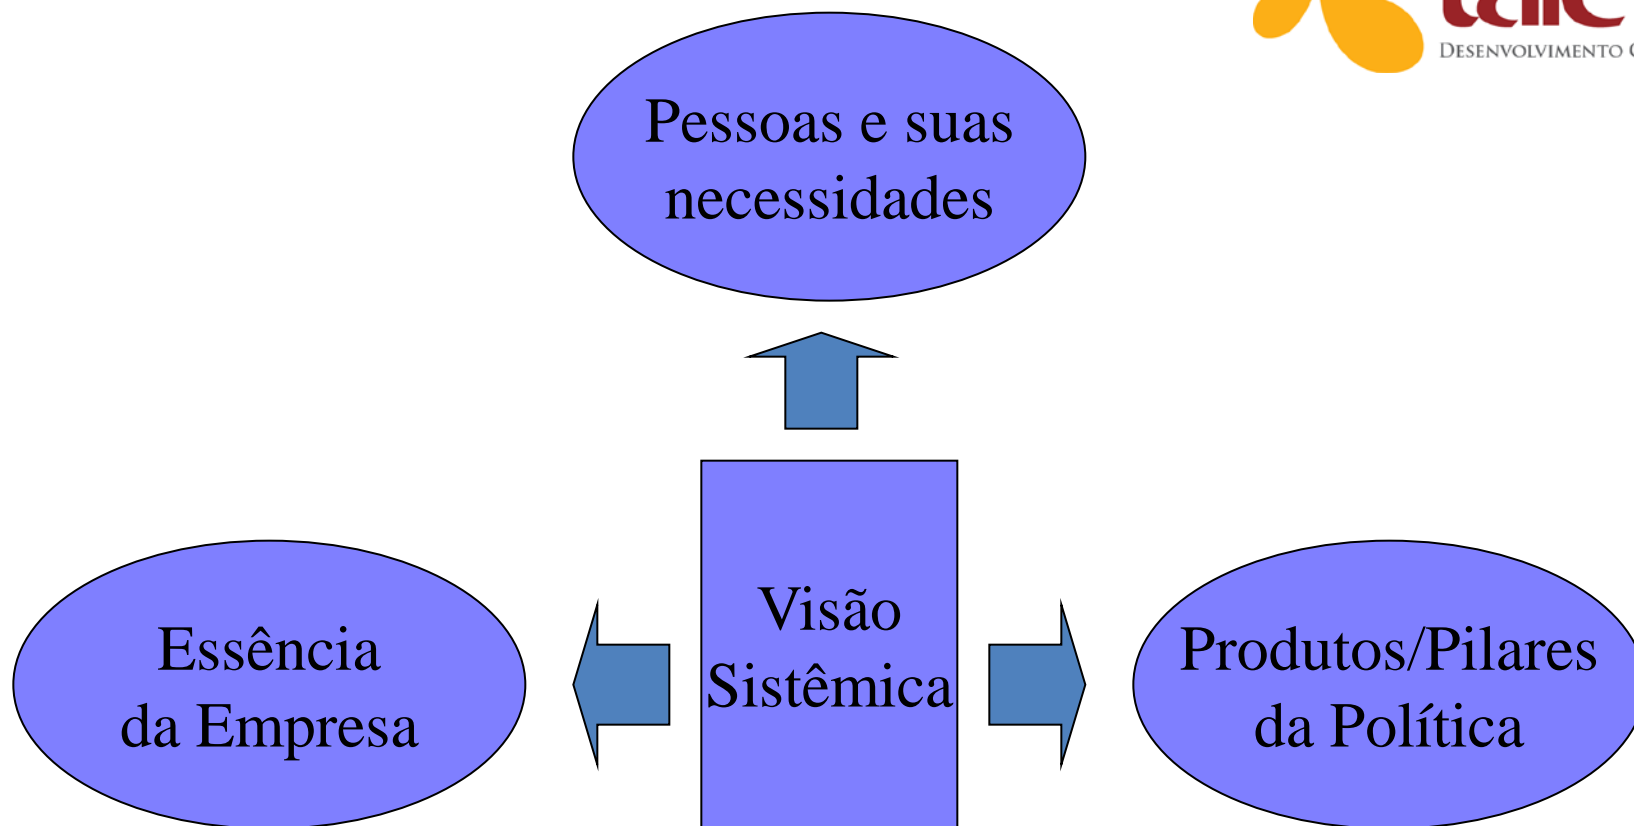 DESENVOLVIMENTO
Pessoas e suas
necessidades
Essência
da Empresa
Visão
Sistêmica
Produtos/Pilares
da Política